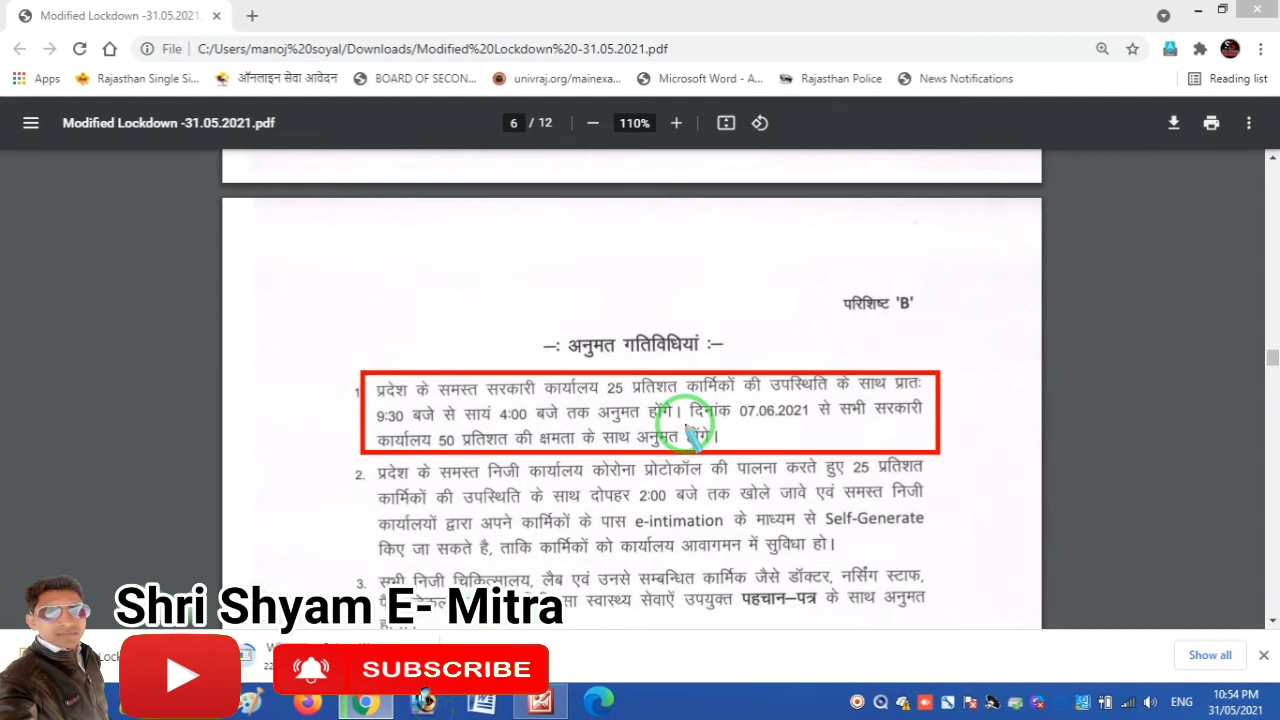 Modified Lockdown -31.05.2021.
File C:/Users/manoj%20soyal/Downloads/Modified%20Lockdown%20-31.05.2021.pdf
Apps Rajasthan Single Si... ऑनलाइन सेवा आवेदन BOARD OF SECON... univraj.org/mainexa... Microsoft Word - A... Rajasthan Police News Notifications Reading list
Modified Lockdown -31.05.2021.pdf 6 / 12 110%
परिशिष्ट 'B'
–: अनुमत गतिविधियां :–
1 प्रदेश के समस्त सरकारी कार्यालय 25 प्रतिशत कार्मिकों की उपस्थिति के साथ प्रातः
9:30 बजे से सायं 4:00 बजे तक अनुमत होंगे। दिनांक 07.06.2021 से सभी सरकारी
कार्यालय 50 प्रतिशत की क्षमता के साथ अनुमत होंगे।
2. प्रदेश के समस्त निजी कार्यालय कोरोना प्रोटोकॉल की पालना करते हुए 25 प्रतिशत
कार्मिकों की उपस्थिति के साथ दोपहर 2:00 बजे तक खोले जावे एवं समस्त निजी
कार्यालयों द्वारा अपने कार्मिकों के पास e-intimation के माध्यम से Self-Generate
किए जा सकते है, ताकि कार्मिकों को कार्यालय आवागमन में सुविधा हो।
3. सभी निजी चिकित्सालय, लैब एवं उनसे सम्बन्धित कार्मिक जैसे डॉक्टर, नर्सिंग स्टाफ,
स्वास्थ्य सेवाऐं उपयुक्त पहचान–पत्र के साथ अनुमत
Shri Shyam E- Mitra
Show all
SUBSCRIBE
ENG 10:54 PM
31/05/2021